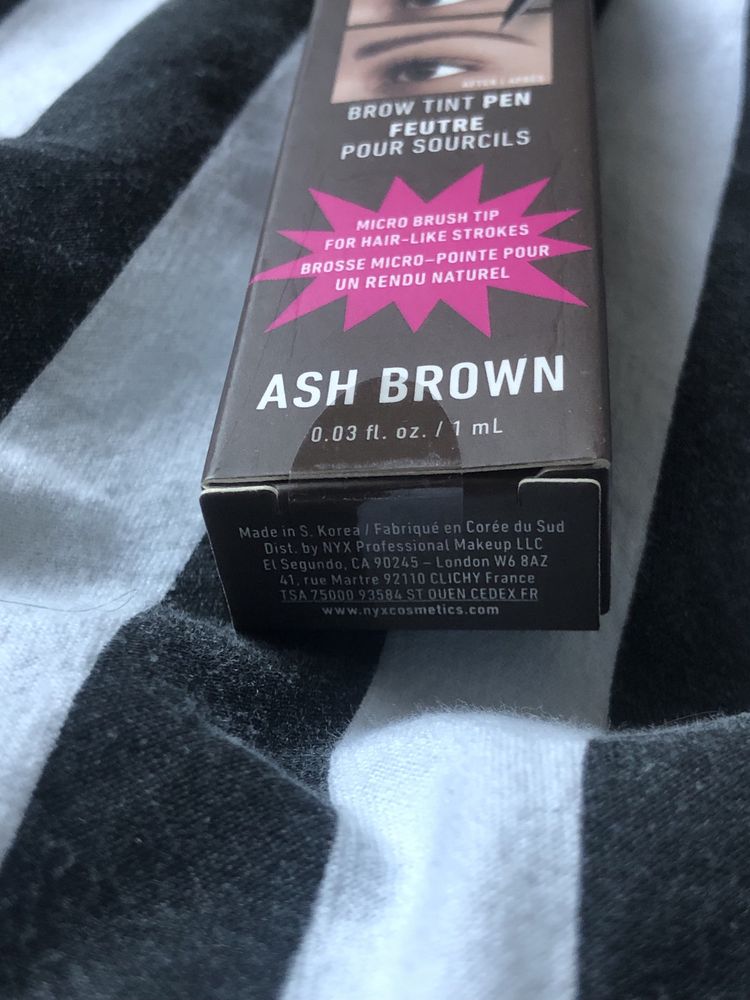 AFTER | APRÈS
BROW TINT PEN
FEUTRE
POUR SOURCILS
MICRO BRUSH TIP
FOR HAIR-LIKE STROKES
BROSSE MICRO-POINTE POUR
UN RENDU NATUREL
ASH BROWN
0.03 fl. oz. / 1 mL
Made in S. Korea / Fabriqué en Corée du Sud
Dist. by NYX Professional Makeup LLC
El Segundo, CA 90245 – London W6 8AZ
41, rue Martre 92110 CLICHY France
TSA 75000 93584 ST OUEN CEDEX FR
www.nyxcosmetics.com